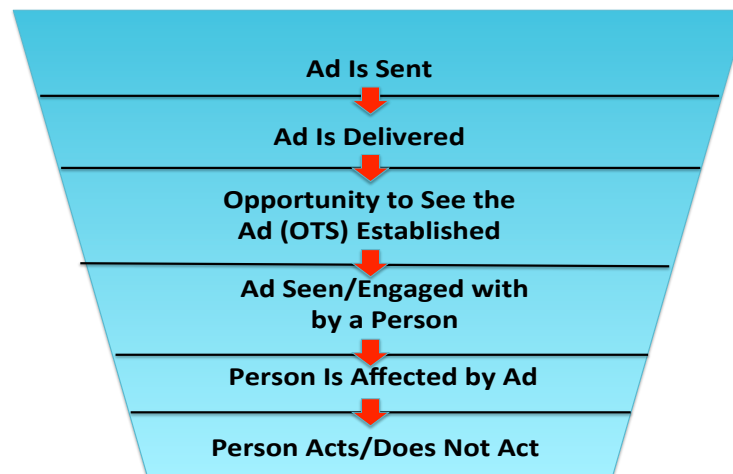 Ad Is Sent
Ad Is Delivered
Opportunity to See the
Ad (OTS) Established
Ad Seen/Engaged with
by a Person
Person Is Affected by Ad
Person Acts/Does Not Act